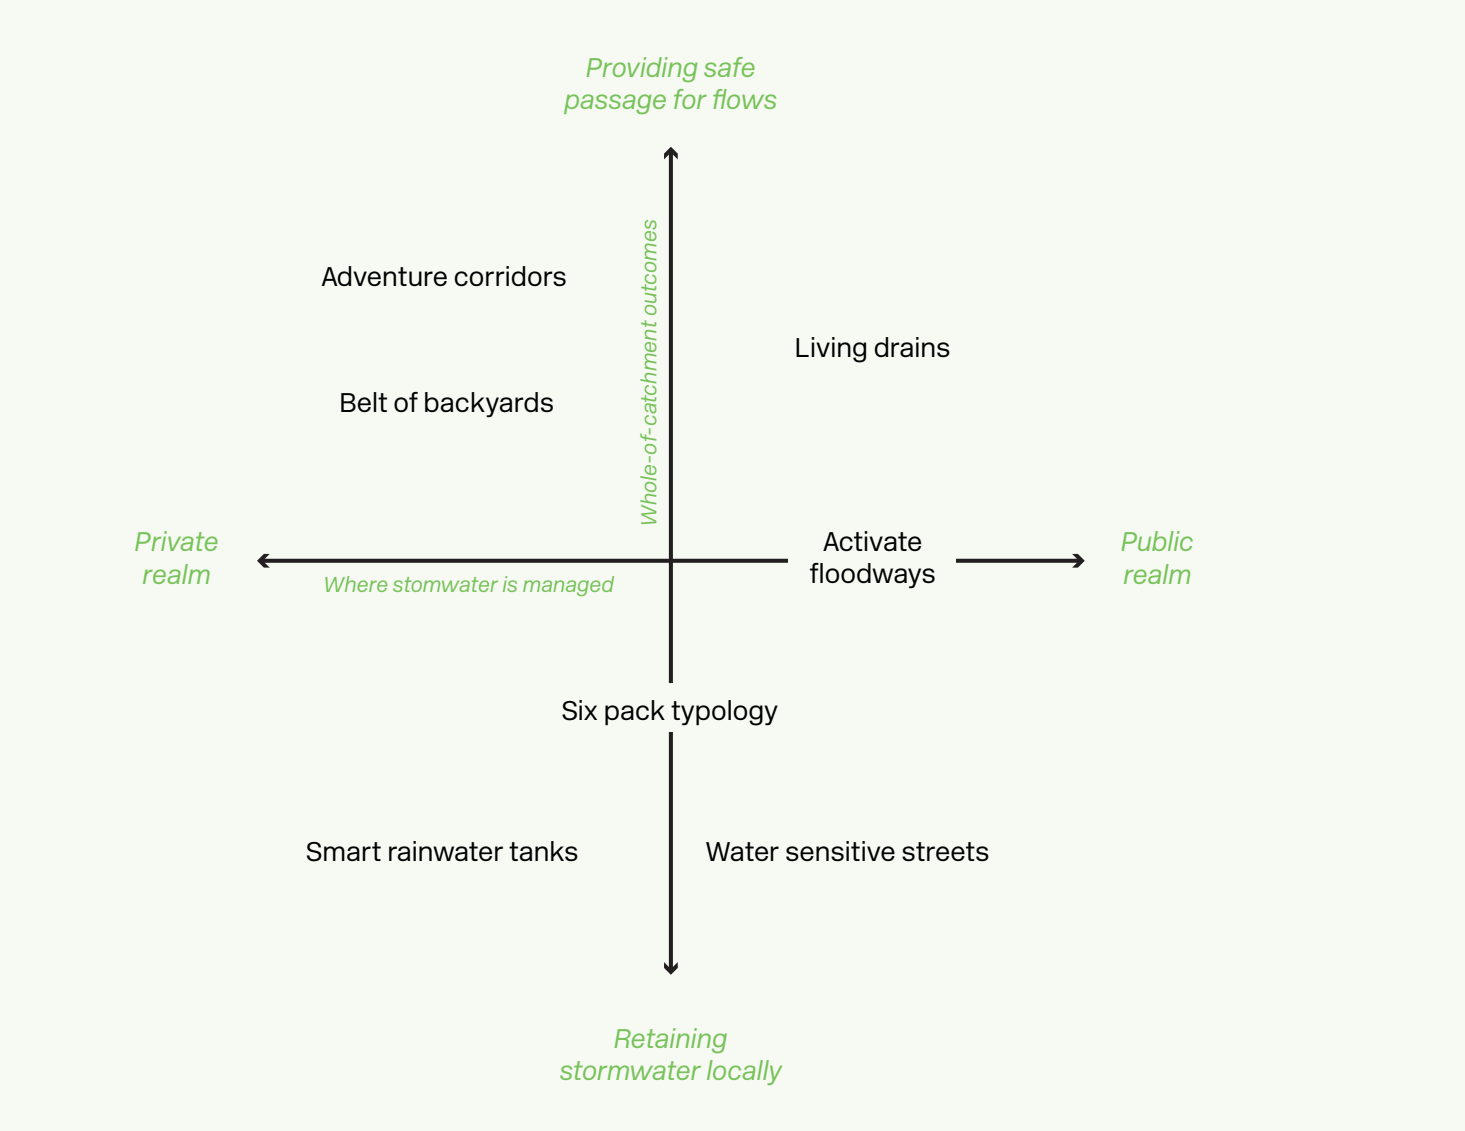 Providing safe
passage for flows
Whole-of-catchment outcomes
Adventure corridors
Living drains
Belt of backyards
Private
realm
Where stomwater is managed
Activate
floodways
Public
realm
Six pack typology
Smart rainwater tanks
Water sensitive streets
Retaining
stormwater locally